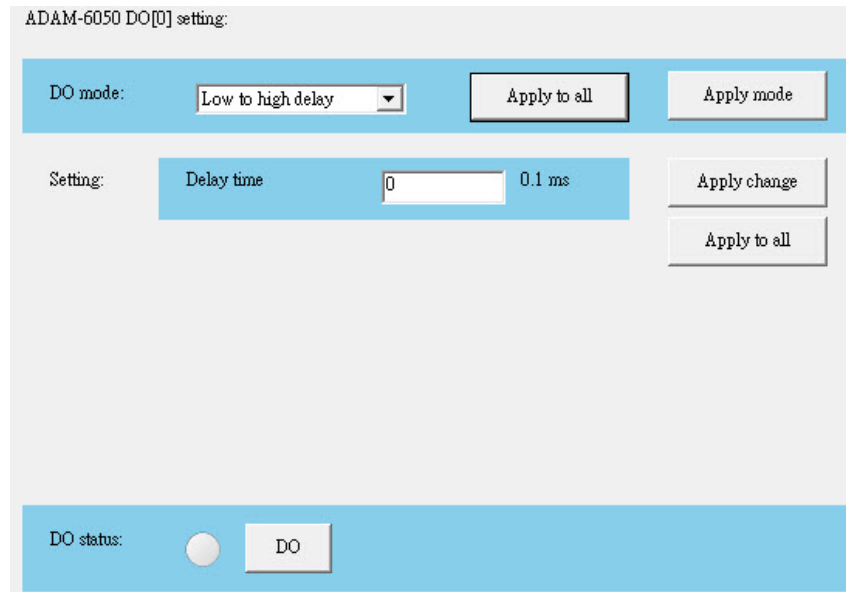 ADAM-6050 DO[0] setting:
DO mode: Low to high delay Apply to all Apply mode
Setting: Delay time 0 0.1 ms Apply change
Apply to all
DO status: DO